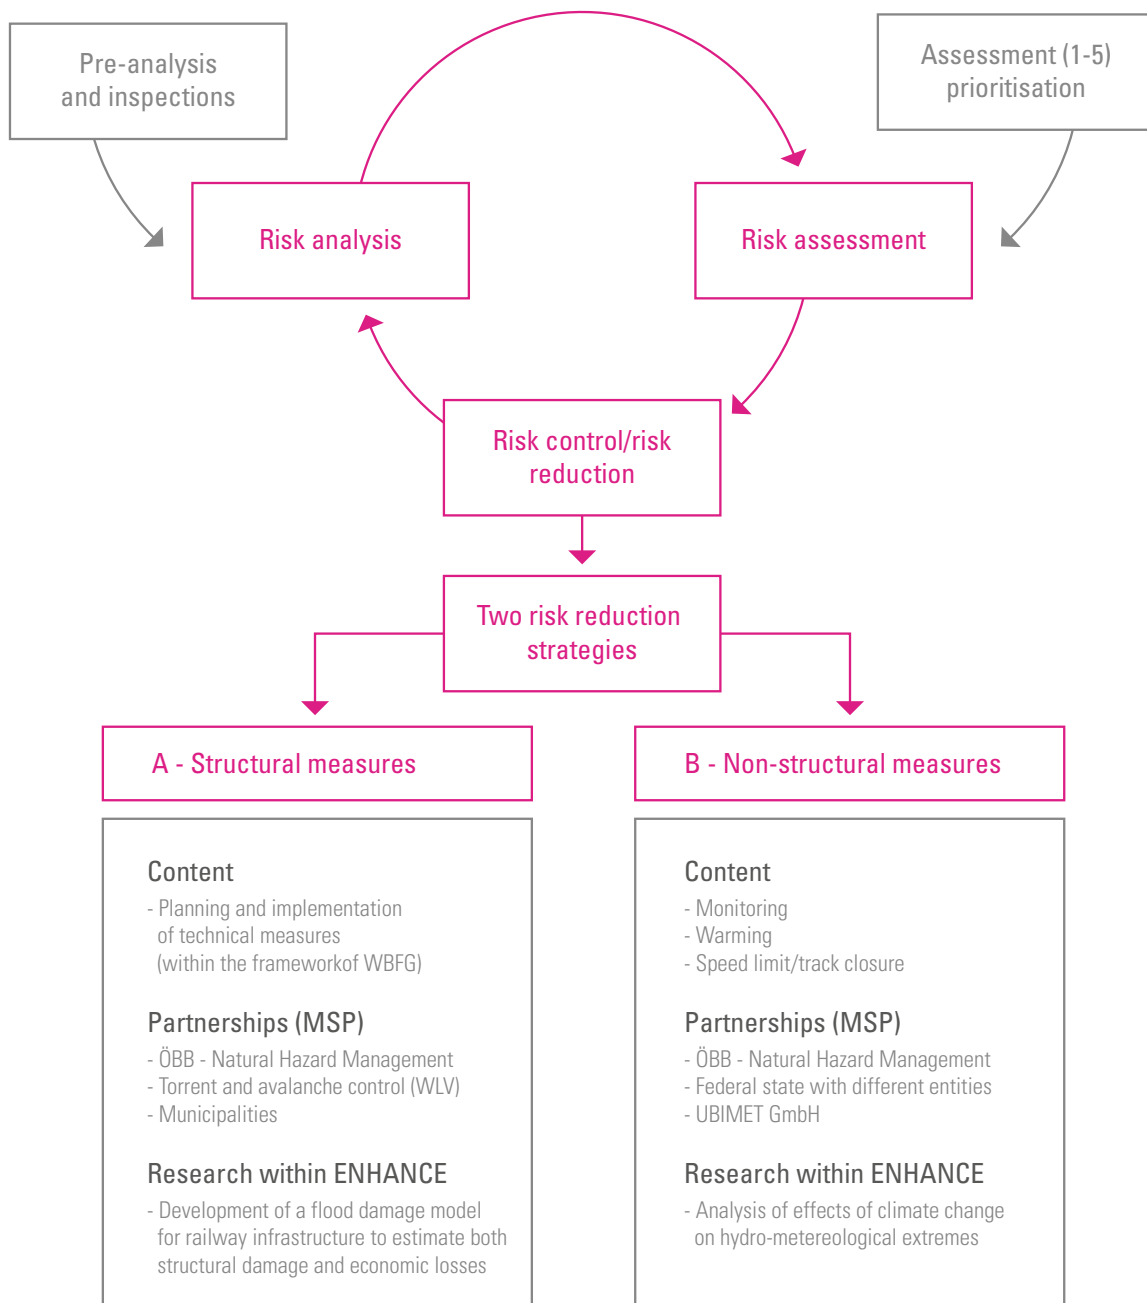 Pre-analysis
and inspections
Assessment (1-5)
prioritisation
Risk analysis
Risk assessment
Risk control/risk
reduction
Two risk reduction
strategies
A - Structural measures
Content
- Planning and implementation
of technical measures
(within the frameworkof WBFG)
Partnerships (MSP)
- ÖBB - Natural Hazard Management
- Torrent and avalanche control (WLV)
- Municipalities
Research within ENHANCE
- Development of a flood damage model
for railway infrastructure to estimate both
structural damage and economic losses
B - Non-structural measures
Content
- Monitoring
- Warming
- Speed limit/track closure
Partnerships (MSP)
- ÖBB - Natural Hazard Management
- Federal state with different entities
- UBIMET GmbH
Research within ENHANCE
- Analysis of effects of climate change
on hydro-metereological extremes